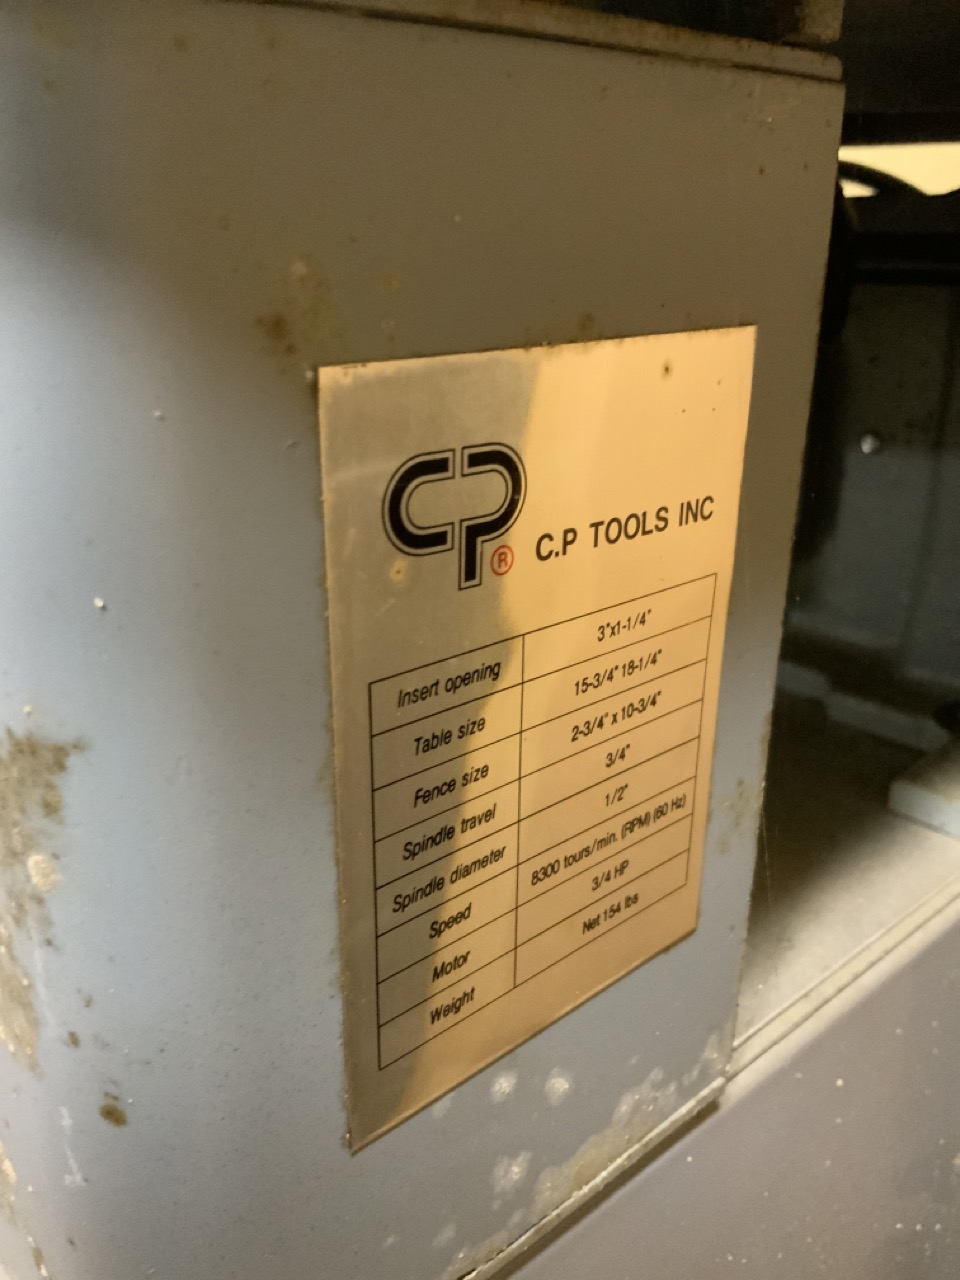 CP®
C.P TOOLS INC
Insert opening 3"x1-1/4"
Table size 15-3/4" 18-1/4"
Fence size 2-3/4" x 10-3/4"
Spindle travel 3/4"
Spindle diameter 1/2"
Speed 8300 tours/min. (RPM) (60 Hz)
Motor 3/4 HP
Weight Net 154 lbs